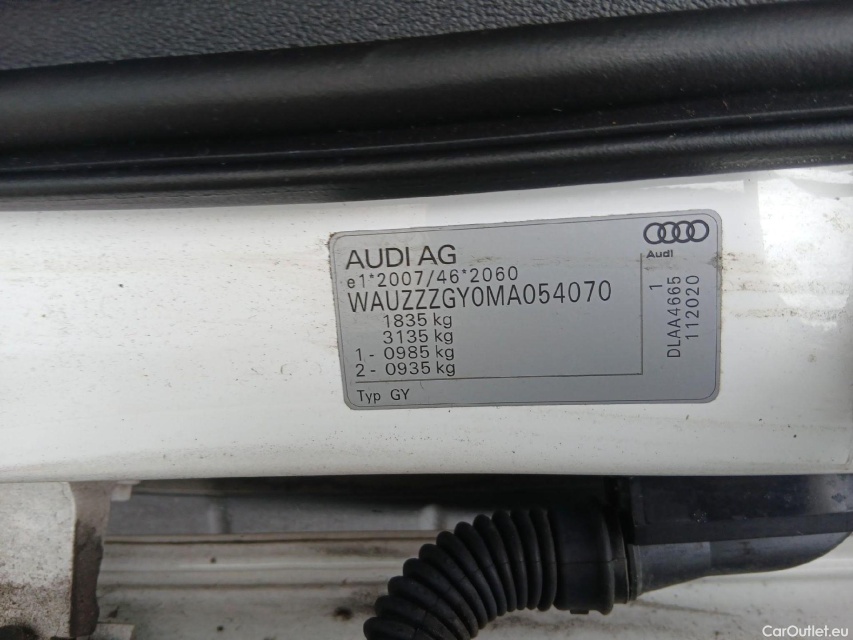 AUDI AG
e1*2007/46*2060
WAUZZZGY0MA054070
1835 kg
3135 kg
1 - 0985 kg
2 - 0935 kg
Typ GY
Audi
DLAA4665 1
112020
CarOutlet.eu